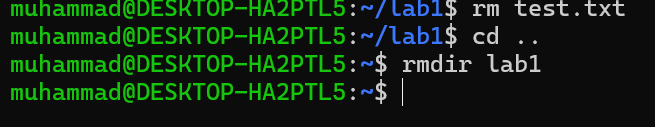 muhammad@DESKTOP-HA2PTL5:~/lab1$ rm test.txt
muhammad@DESKTOP-HA2PTL5:~/lab1$ cd ..
muhammad@DESKTOP-HA2PTL5:~$ rmdir lab1
muhammad@DESKTOP-HA2PTL5:~$